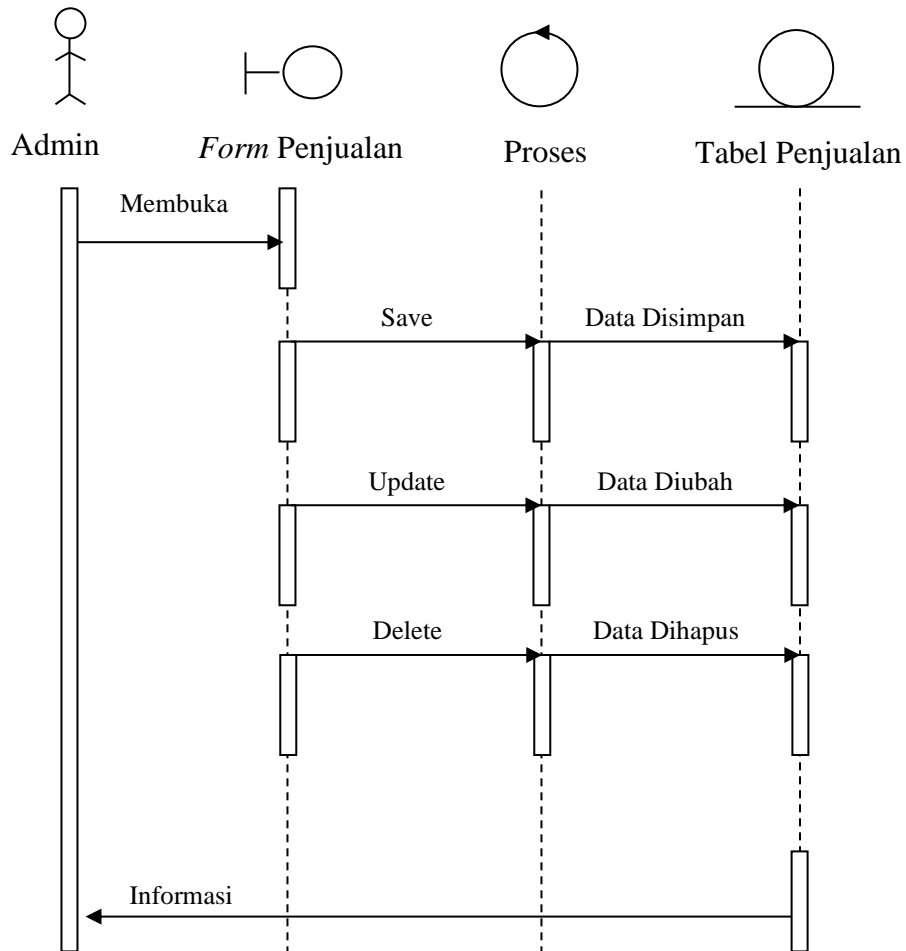 Admin
Form Penjualan
Proses
Tabel Penjualan
Membuka
Save
Data Disimpan
Update
Data Diubah
Delete
Data Dihapus
Informasi